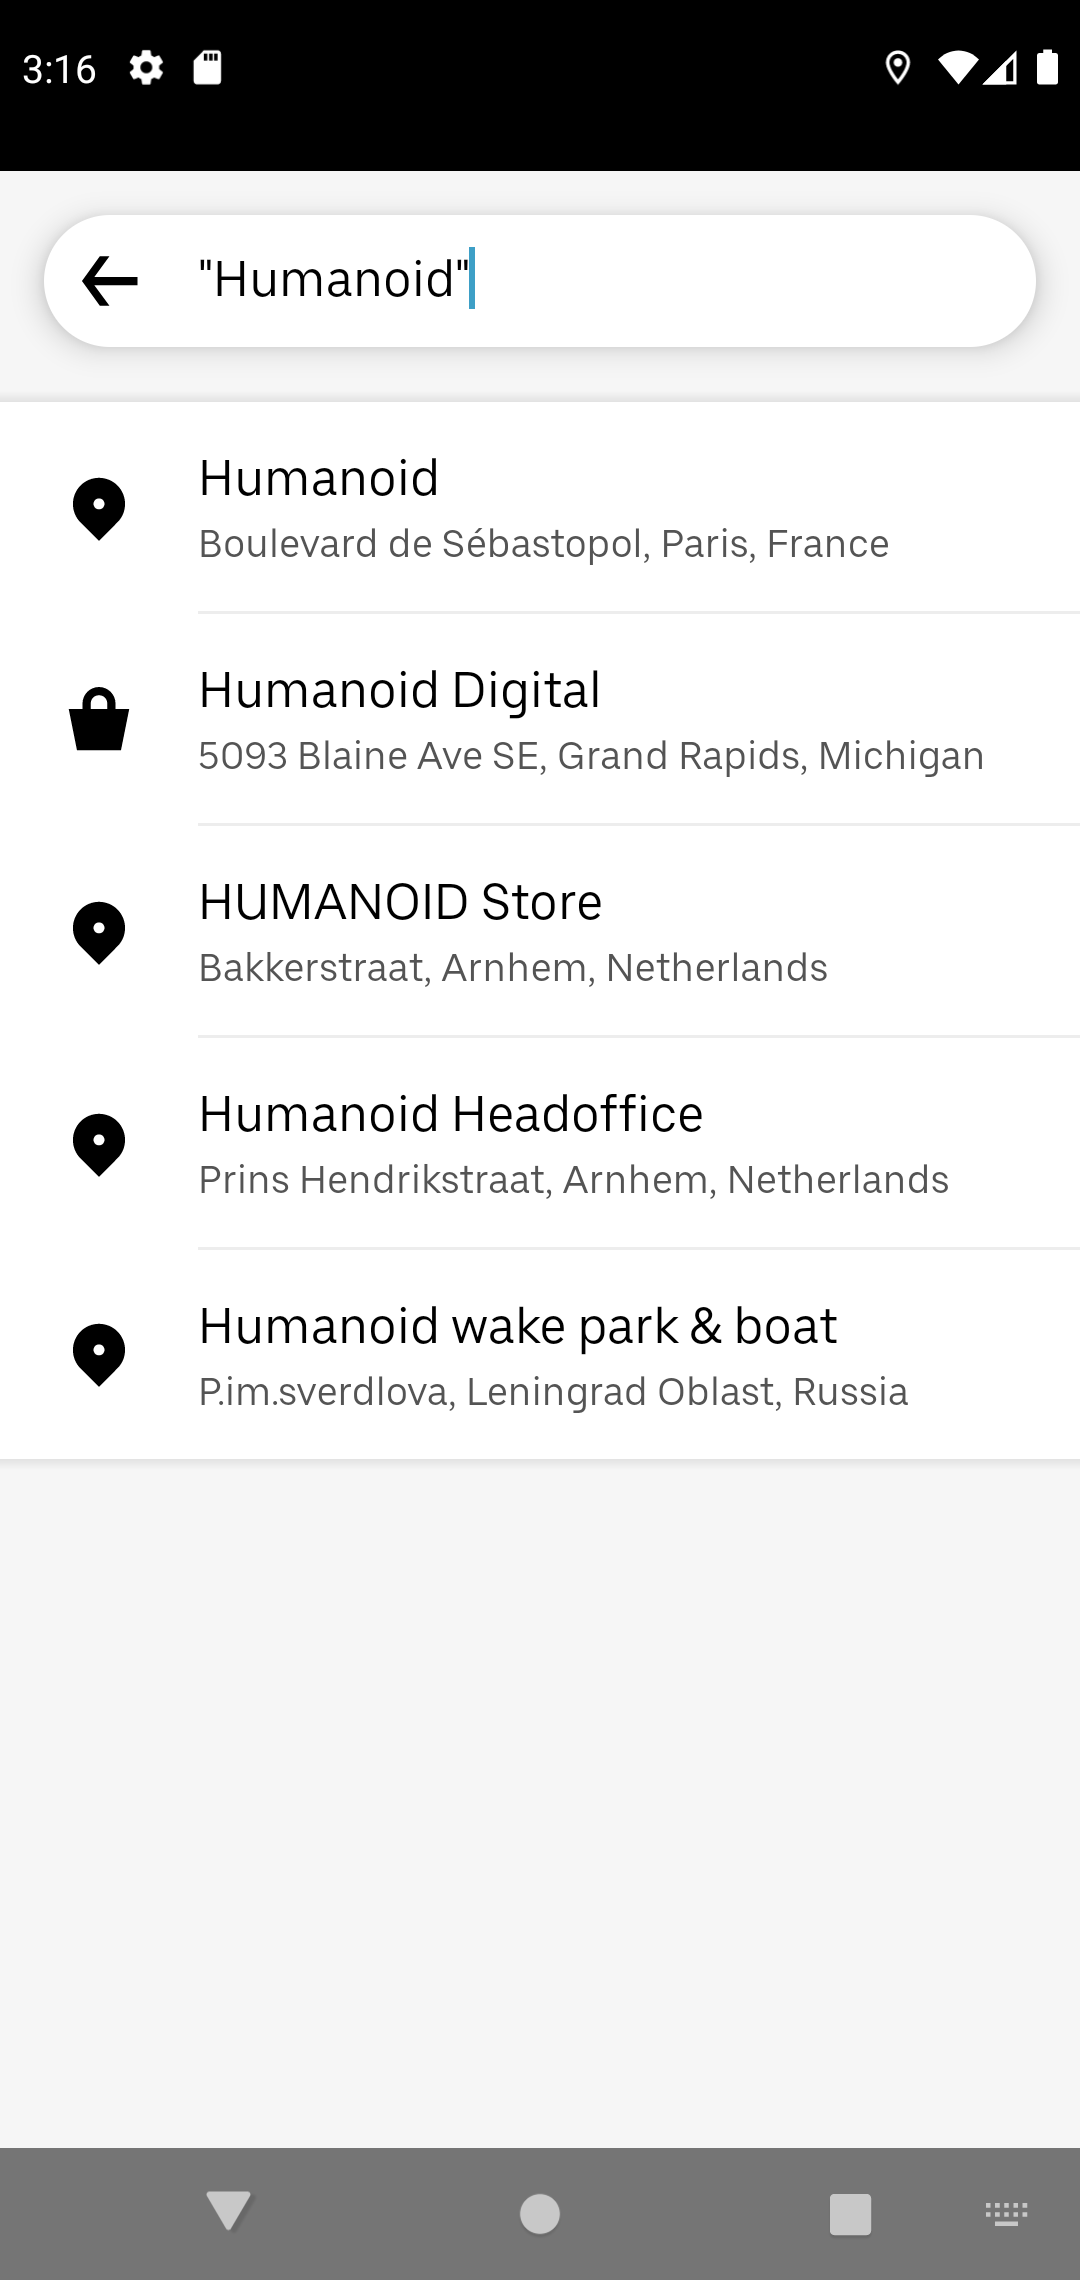 3:16
"Humanoid"
Humanoid
Boulevard de Sébastopol, Paris, France
Humanoid Digital
5093 Blaine Ave SE, Grand Rapids, Michigan
HUMANOID Store
Bakkerstraat, Arnhem, Netherlands
Humanoid Headoffice
Prins Hendrikstraat, Arnhem, Netherlands
Humanoid wake park & boat
P.im.sverdlova, Leningrad Oblast, Russia